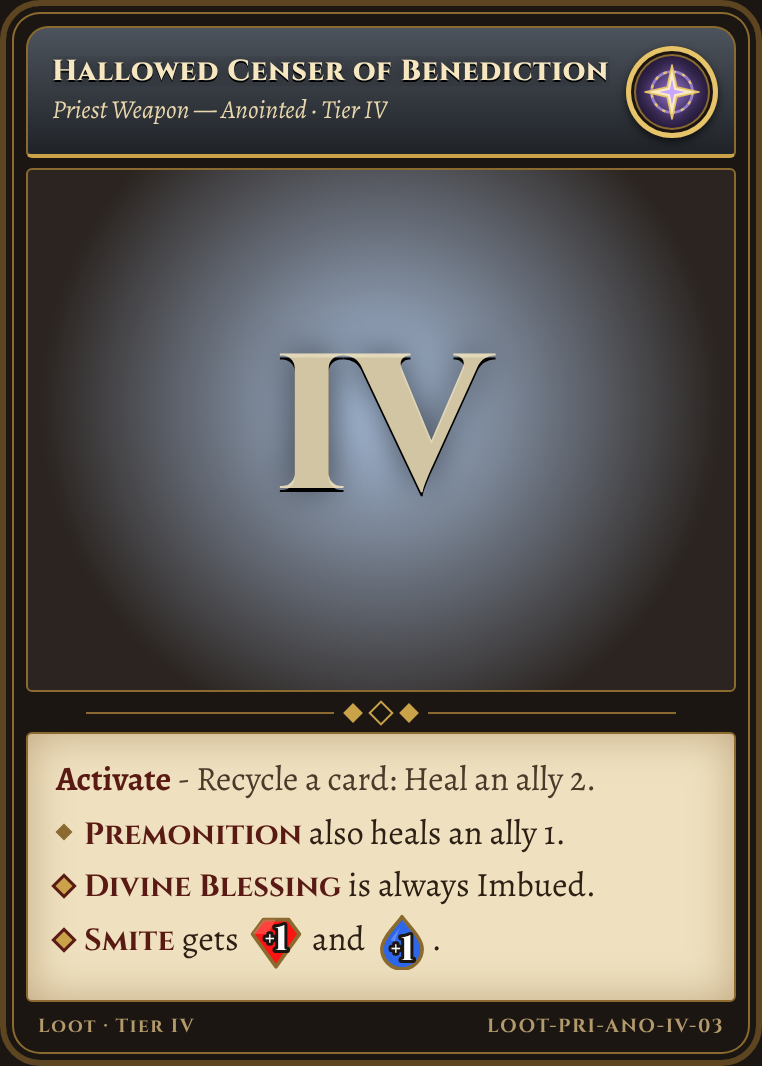 Hallowed Censer of Benediction
Priest Weapon — Anointed · Tier IV
IV
Activate - Recycle a card: Heal an ally 2.
Premonition also heals an ally 1.
Divine Blessing is always Imbued.
Smite gets +1 and +1 .
Loot · Tier IV
LOOT-PRI-ANO-IV-03